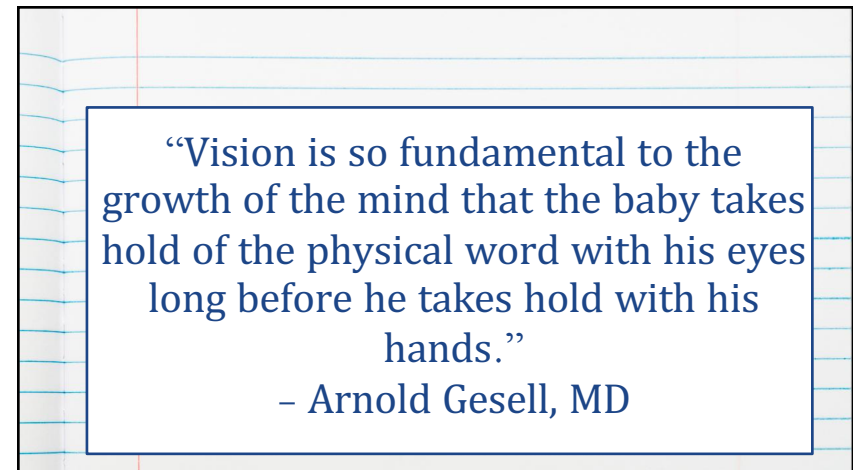 “Vision is so fundamental to the
growth of the mind that the baby takes
hold of the physical word with his eyes
long before he takes hold with his
hands.”
– Arnold Gesell, MD